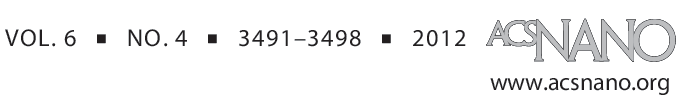 VOL. 6 ■ NO. 4 ■ 3491–3498 ■ 2012 ACSNANO
www.acsnano.org